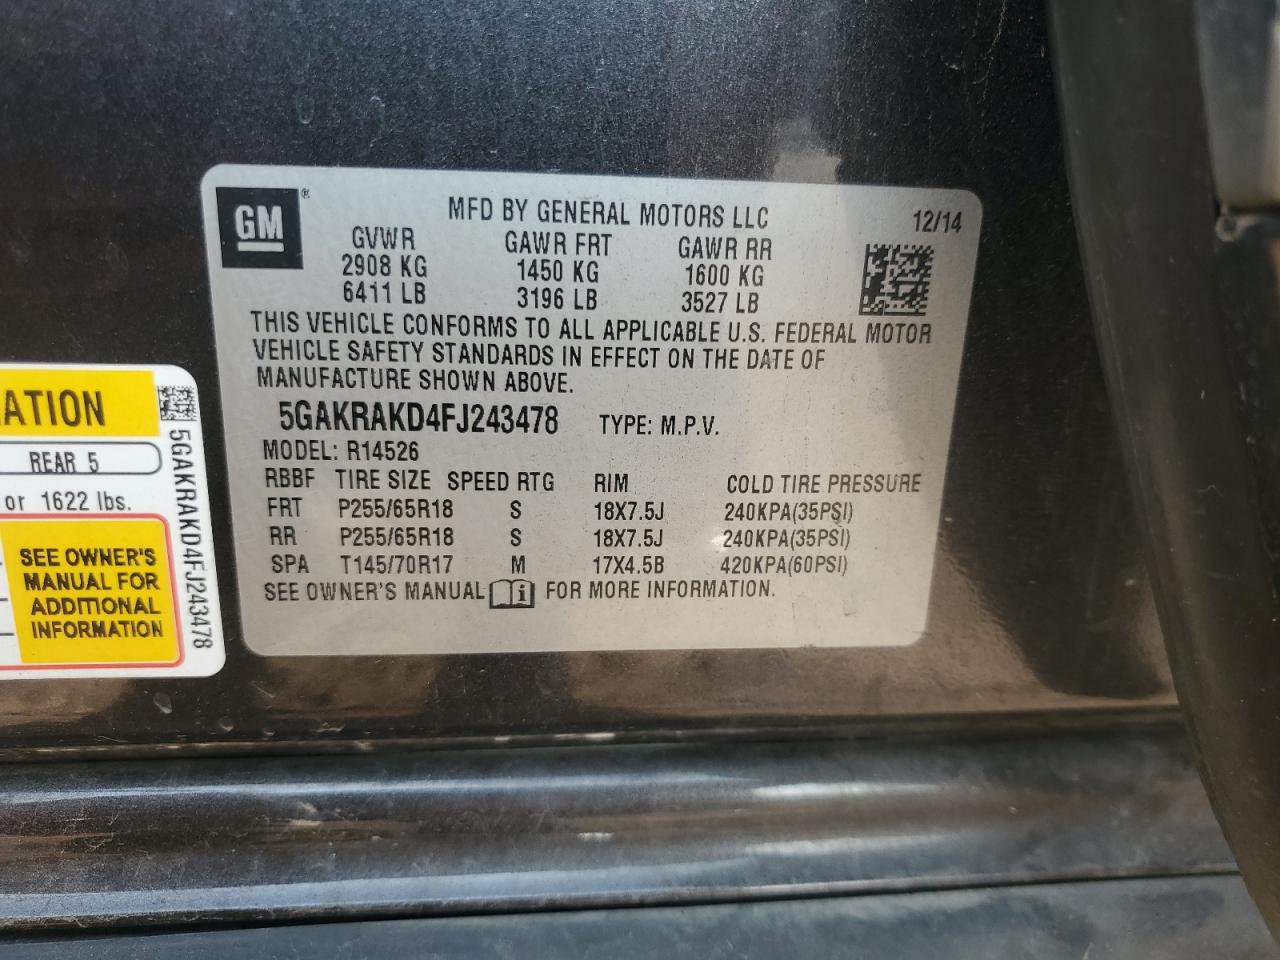 GM ®
MFD BY GENERAL MOTORS LLC 12/14
GVWR GAWR FRT GAWR RR
2908 KG 1450 KG 1600 KG
6411 LB 3196 LB 3527 LB
THIS VEHICLE CONFORMS TO ALL APPLICABLE U.S. FEDERAL MOTOR
VEHICLE SAFETY STANDARDS IN EFFECT ON THE DATE OF
MANUFACTURE SHOWN ABOVE.
5GAKRAKD4FJ243478 TYPE: M.P.V.
MODEL: R14526
RBBF TIRE SIZE SPEED RTG RIM COLD TIRE PRESSURE
FRT P255/65R18 S 18X7.5J 240KPA(35PSI)
RR P255/65R18 S 18X7.5J 240KPA(35PSI)
SPA T145/70R17 M 17X4.5B 420KPA(60PSI)
SEE OWNER'S MANUAL i FOR MORE INFORMATION.
ATION
REAR 5
or 1622 lbs.
SEE OWNER'S
MANUAL FOR
ADDITIONAL
INFORMATION
5GAKRAKD4FJ243478